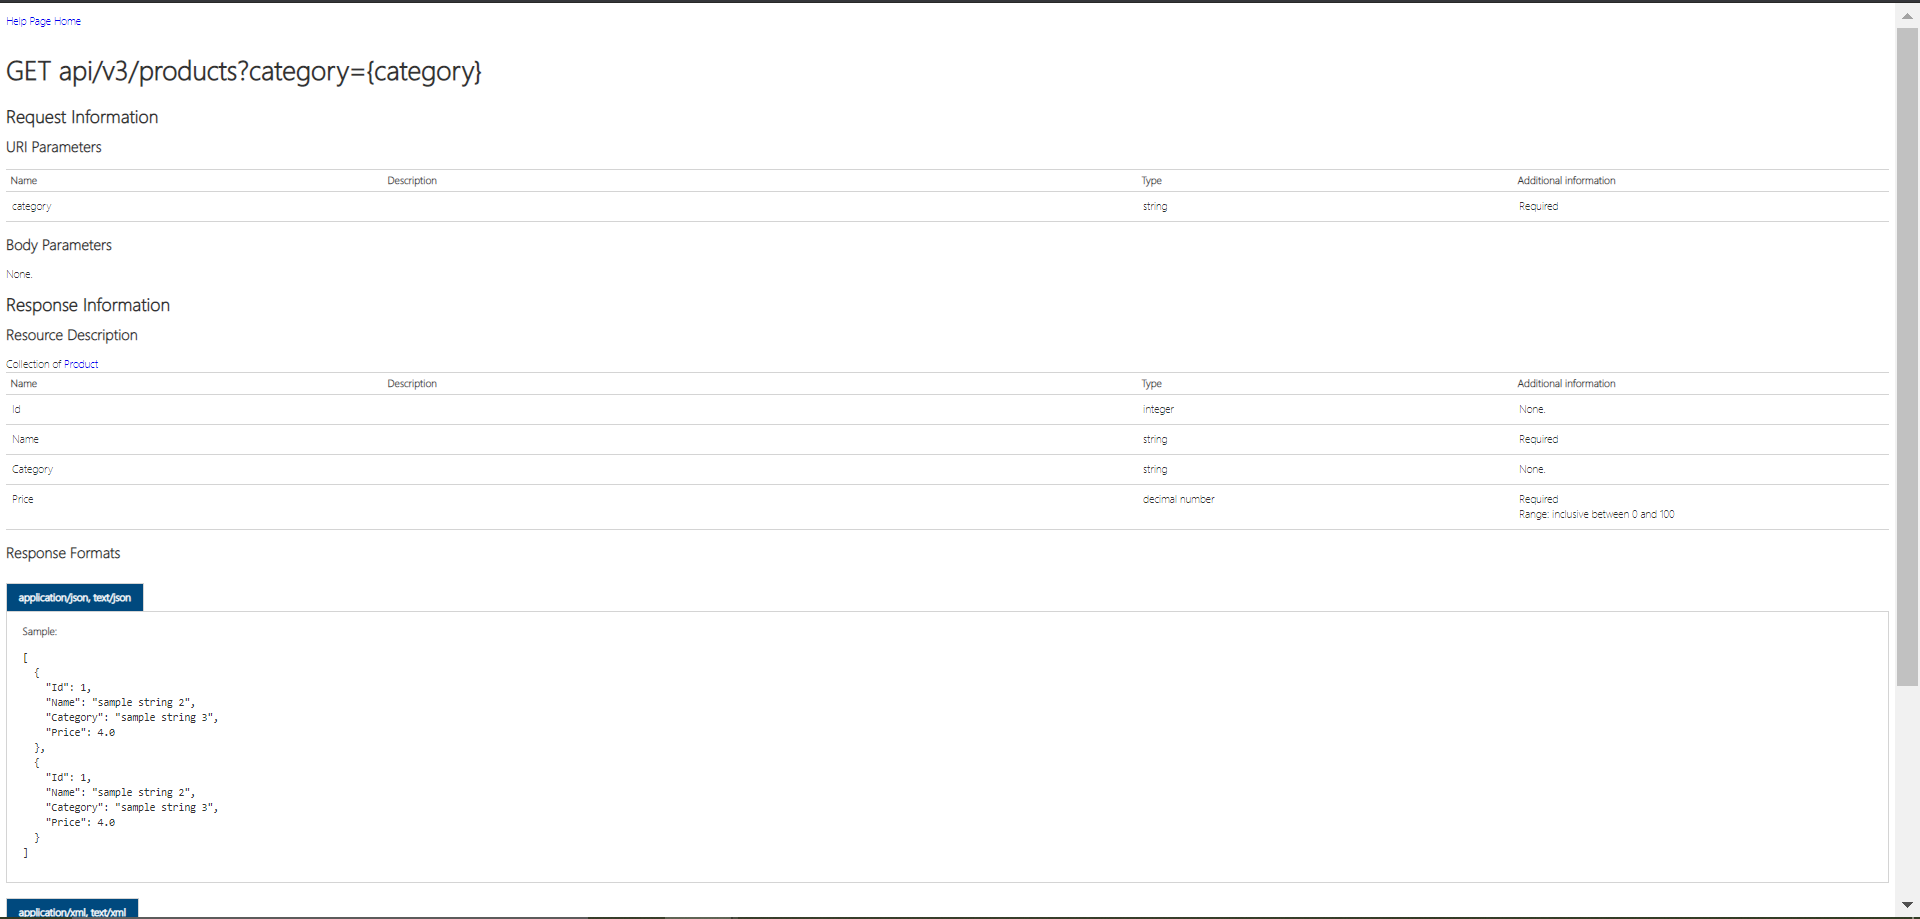 Help Page Home
GET api/v3/products?category={category}
Request Information
URI Parameters
Name Description Type Additional information
category string Required
Body Parameters
None.
Response Information
Resource Description
Collection of Product
Name Description Type Additional information
Id integer None.
Name string Required
Category string None.
Price decimal number Required
Range: inclusive between 0 and 100
Response Formats
application/json, text/json
Sample:
[
  {
    "Id": 1,
    "Name": "sample string 2",
    "Category": "sample string 3",
    "Price": 4.0
  },
  {
    "Id": 1,
    "Name": "sample string 2",
    "Category": "sample string 3",
    "Price": 4.0
  }
]
application/xml, text/xml